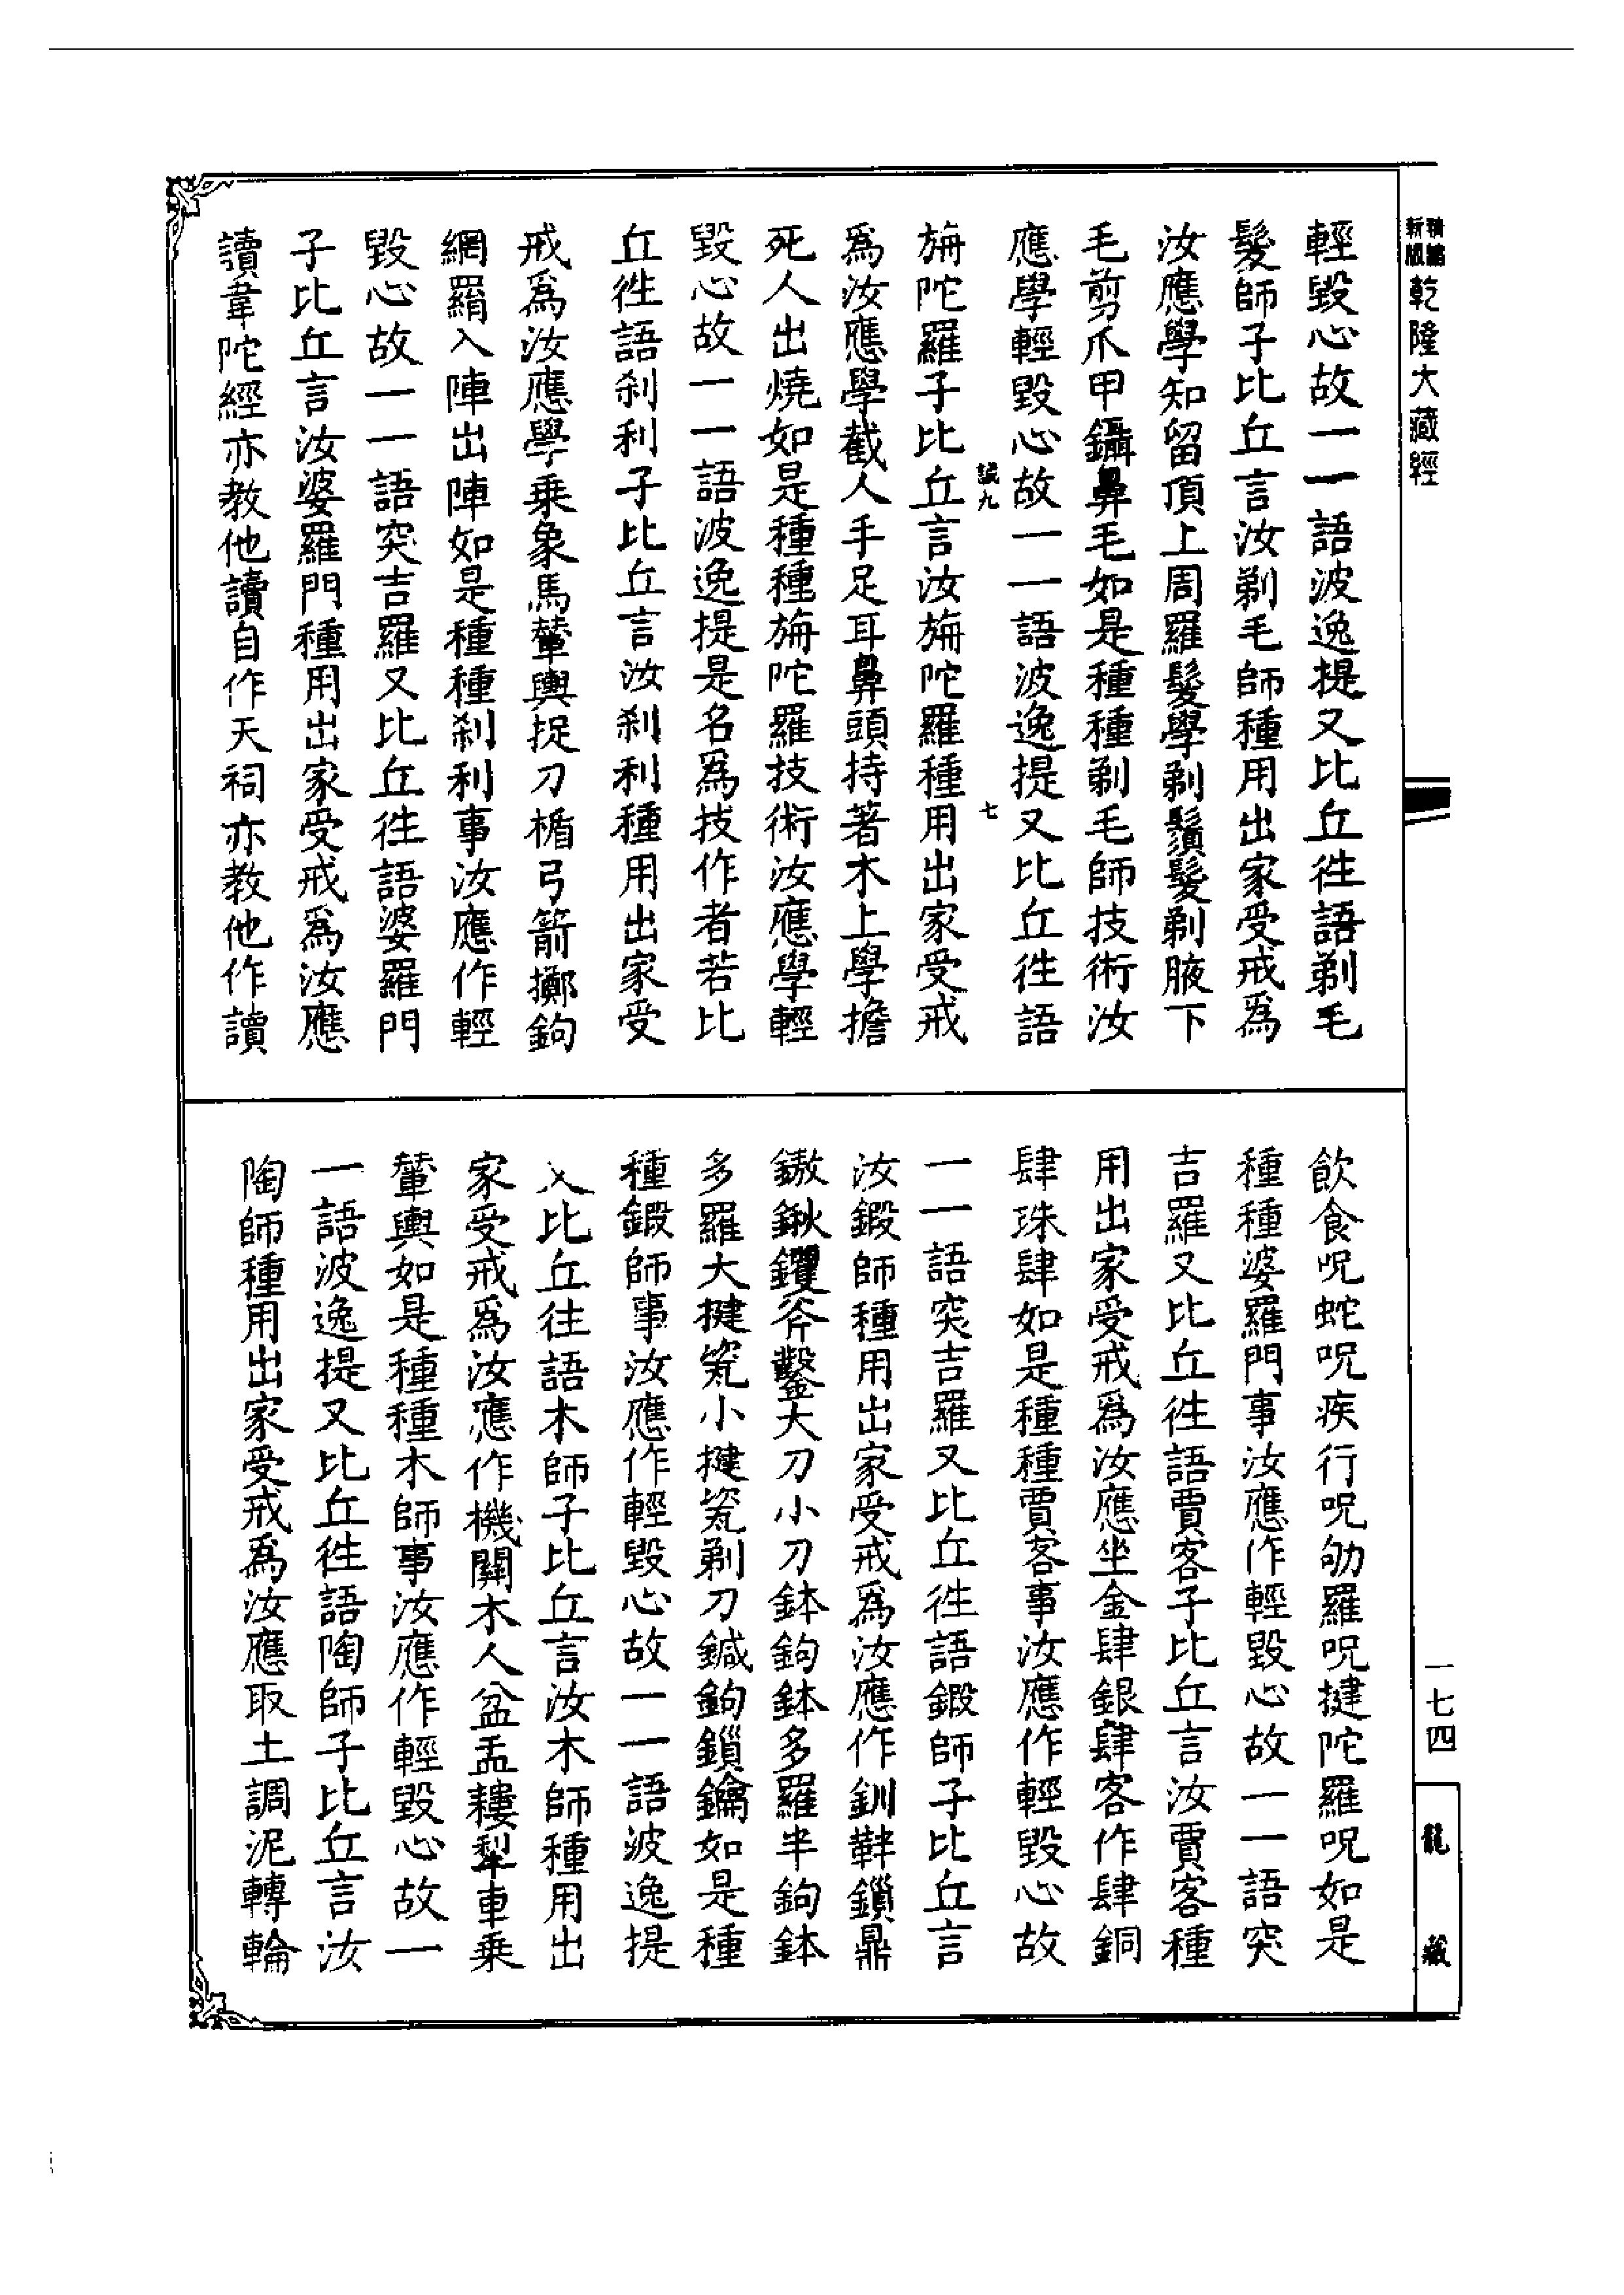 乾隆大藏經
輕毀心故一一語波逸提又比丘徃語剃毛
髮師子比丘言汝剃毛師種用出家受戒爲
汝應學知留頂上周羅髮學剃鬚髮剃腋下
毛剪爪甲鑷鼻毛如是種種剃毛師技術汝
應學輕毀心故一一語波逸提又比丘徃語
誠九
七
旃陀羅子比丘言汝旃陀羅種用出家受戒
爲汝應學截人手足耳鼻頭持著木上學擔
死人出燒如是種種旃陀羅技術汝應學輕
毀心故一一語波逸提是名爲技作者若比
丘徃語刹利子比丘言汝刹利種用出家受
戒爲汝應學乘象馬輦輿捉刀楯弓箭擲鉤
網羂入陣出陣如是種種刹利事汝應作輕
毀心故一一語突吉羅又比丘徃語婆羅門
子比丘言汝婆羅門種用出家受戒爲汝應
讀韋陀經亦教他讀自作天祠亦教他作讀
飲食呪蛇呪疾行呪劬羅呪揵陀羅呪如是
種種婆羅門事汝應作輕毀心故一一語突
吉羅又比丘徃語賈客子比丘言汝賈客種
用出家受戒爲汝應坐金肆銀肆客作肆銅
肆珠肆如是種種賈客事汝應作輕毀心故
一一語突吉羅又比丘徃語鍛師子比丘言
汝鍛師種用出家受戒爲汝應作釧鞞鏁鼎
鏊鍬钁斧鑿大刀小刀鉢鉤鉢多羅半鉤鉢
多羅大揵瓷小揵瓷剃刀鍼鉤鎻鑰如是種
種鍛師事汝應作輕毀心故一一語波逸提
又比丘往語木師子比丘言汝木師種用出
家受戒爲汝應作機關木人盆盂耬犁車乘
輦輿如是種種木師事汝應作輕毀心故一
一語波逸提又比丘徃語陶師子比丘言汝
陶師種用出家受戒爲汝應取土調泥轉輪
一七四
龍藏